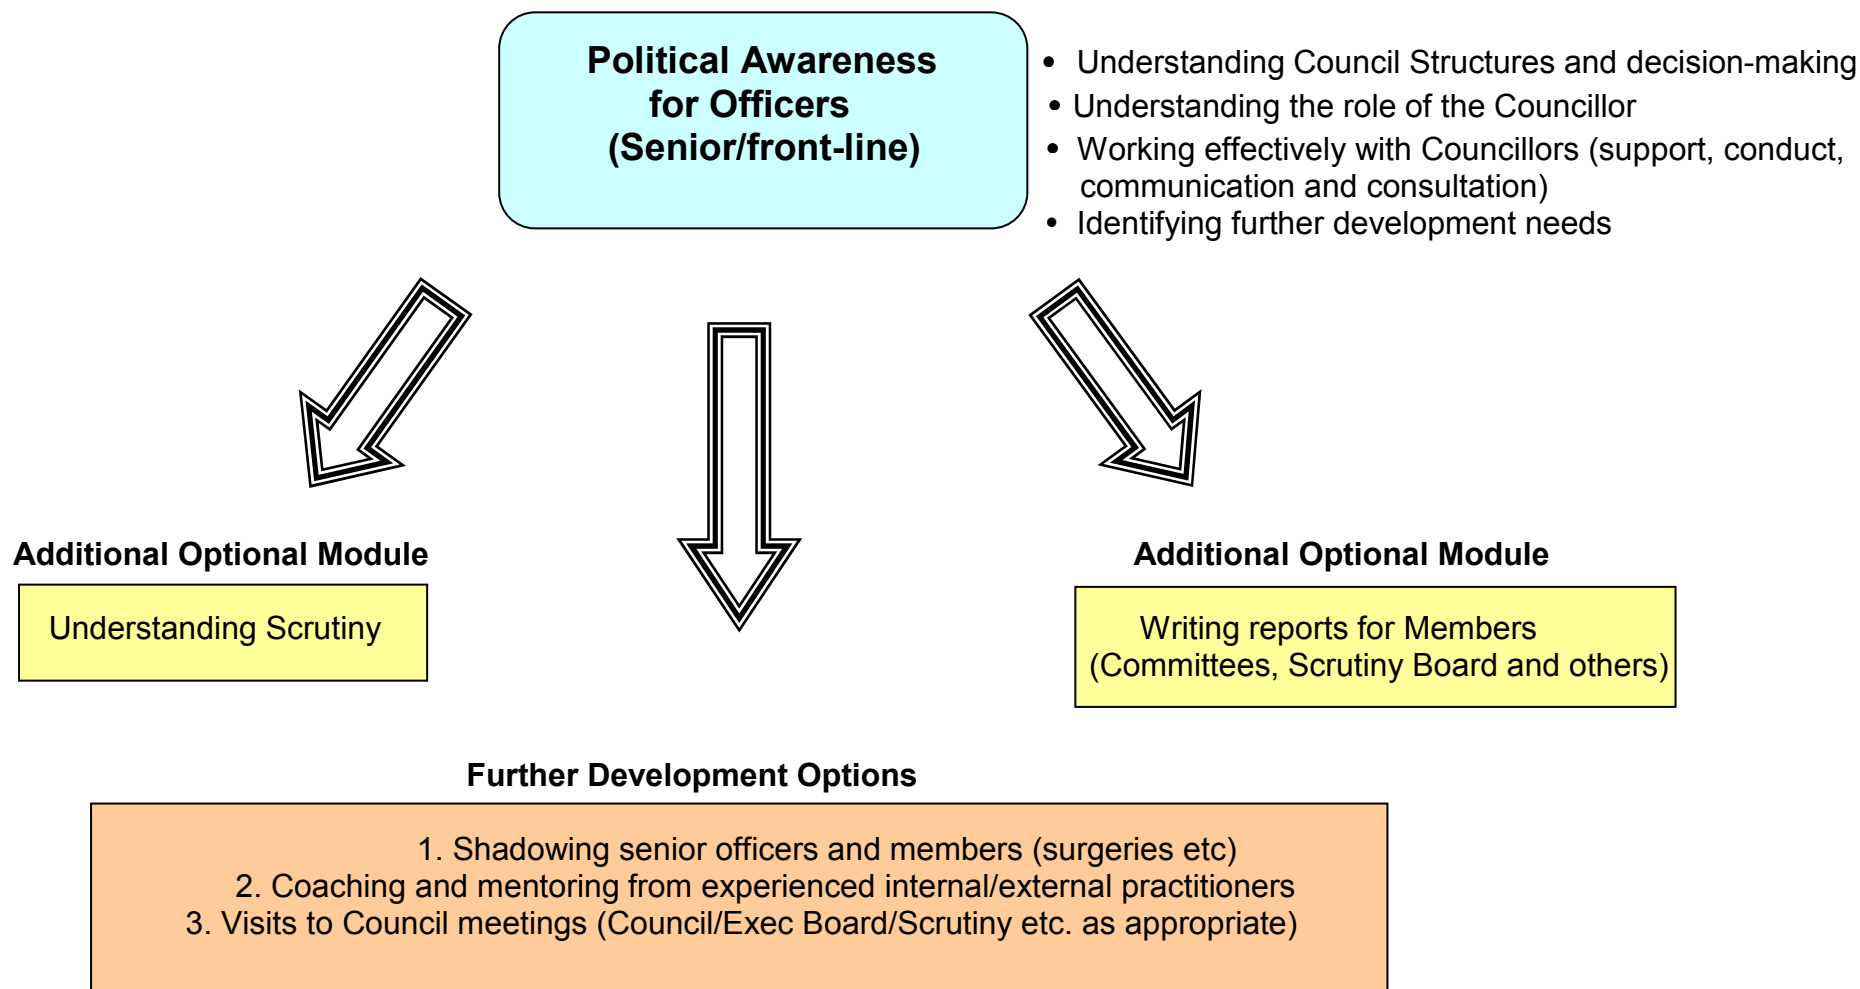 Political Awareness
for Officers
(Senior/front-line)
• Understanding Council Structures and decision-making
• Understanding the role of the Councillor
• Working effectively with Councillors (support, conduct,
communication and consultation)
• Identifying further development needs
Additional Optional Module
Understanding Scrutiny
Additional Optional Module
Writing reports for Members
(Committees, Scrutiny Board and others)
Further Development Options
1. Shadowing senior officers and members (surgeries etc)
2. Coaching and mentoring from experienced internal/external practitioners
3. Visits to Council meetings (Council/Exec Board/Scrutiny etc. as appropriate)